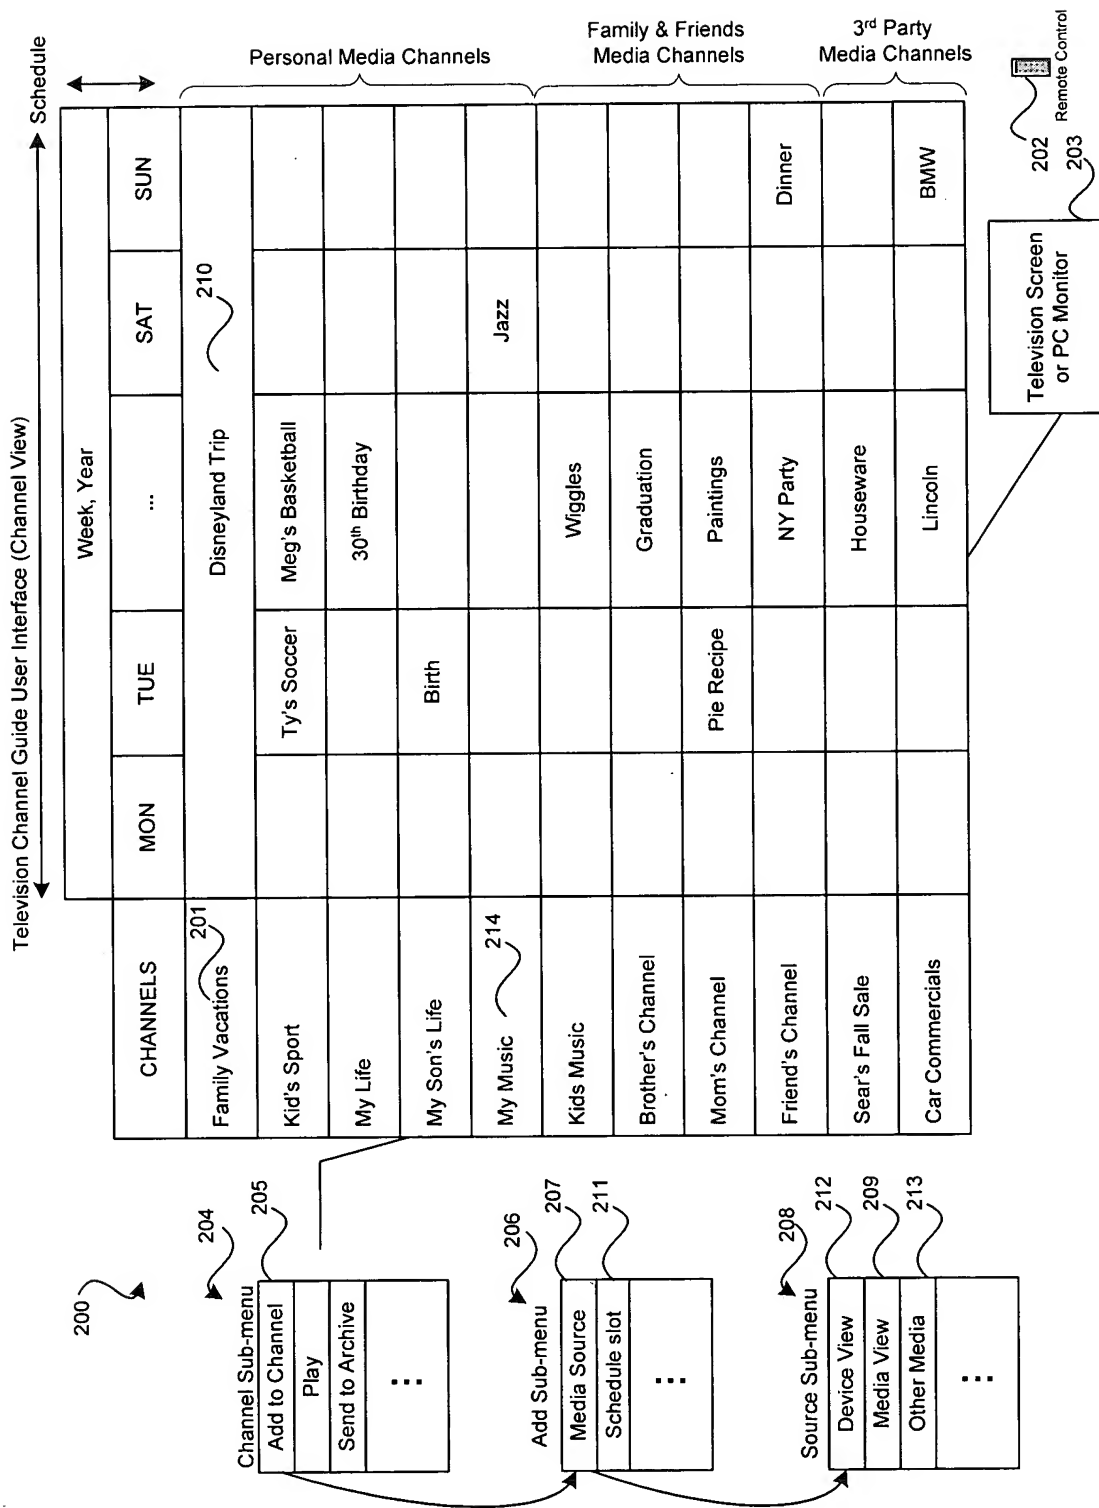 Television Channel Guide User Interface (Channel View)
Schedule
Week, Year
CHANNELS MON TUE ... SAT SUN
Family Vacations 201 Disneyland Trip 210
Kid's Sport Ty's Soccer Meg's Basketball
My Life 30th Birthday
My Son's Life Birth
My Music 214 Jazz
Kids Music Wiggles
Brother's Channel Graduation
Mom's Channel Pie Recipe Paintings
Friend's Channel NY Party Dinner
Sear's Fall Sale Houseware
Car Commercials Lincoln BMW
Personal Media Channels
Family & Friends
Media Channels
3rd Party
Media Channels
200
204
Channel Sub-menu
205
Add to Channel
Play
Send to Archive
...
206
Add Sub-menu
207
Media Source
211
Schedule slot
...
208
Source Sub-menu
212
Device View
209
Media View
213
Other Media
...
Television Screen
or PC Monitor
203
202
Remote Control